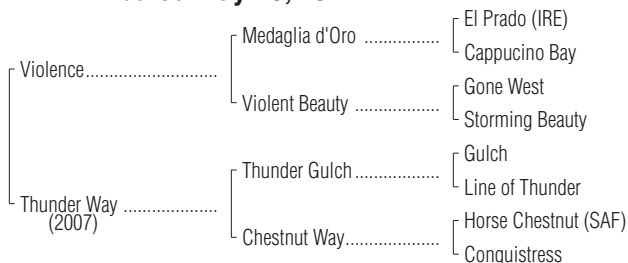 El Prado (IRE)
Medaglia d'Oro ..................
Cappucino Bay
Violence................................
Gone West
Violent Beauty ....................
Storming Beauty
Gulch
Thunder Gulch ....................
Line of Thunder
Thunder Way ......................
(2007)
Horse Chestnut (SAF)
Chestnut Way......................
Conquistress